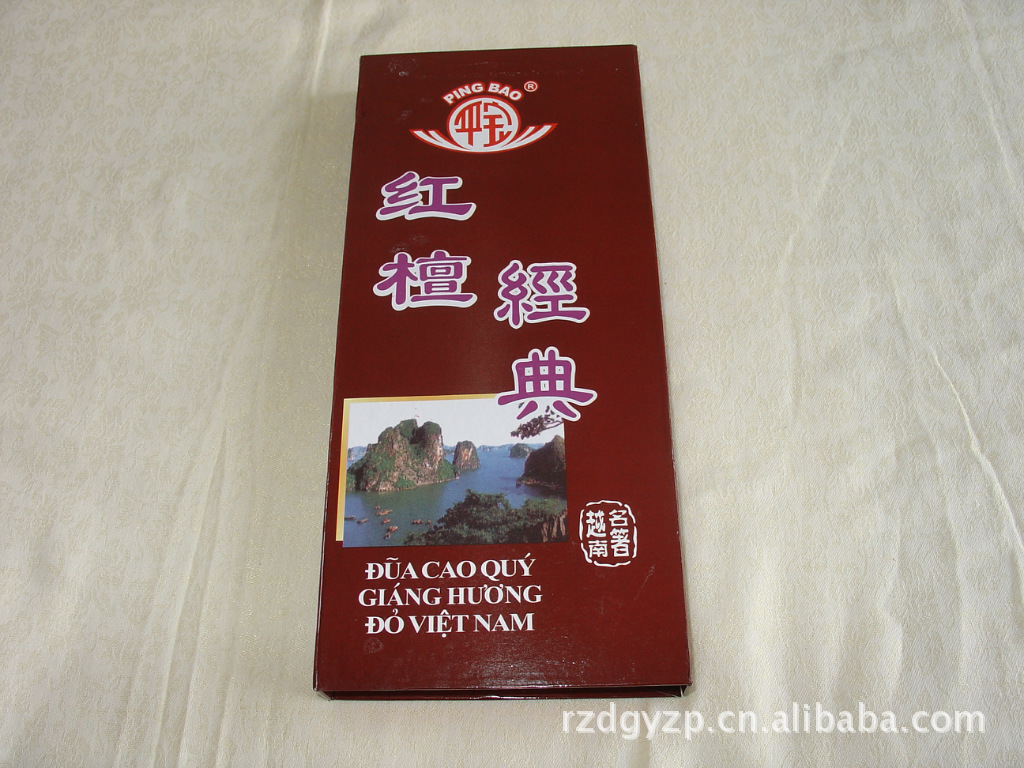 PING BAO ®
平宝
红檀
經典
越南
名箸
ĐŨA CAO QUÝ
GIÁNG HƯƠNG
ĐỎ VIỆT NAM
rzdgyzp.cn.alibaba.com